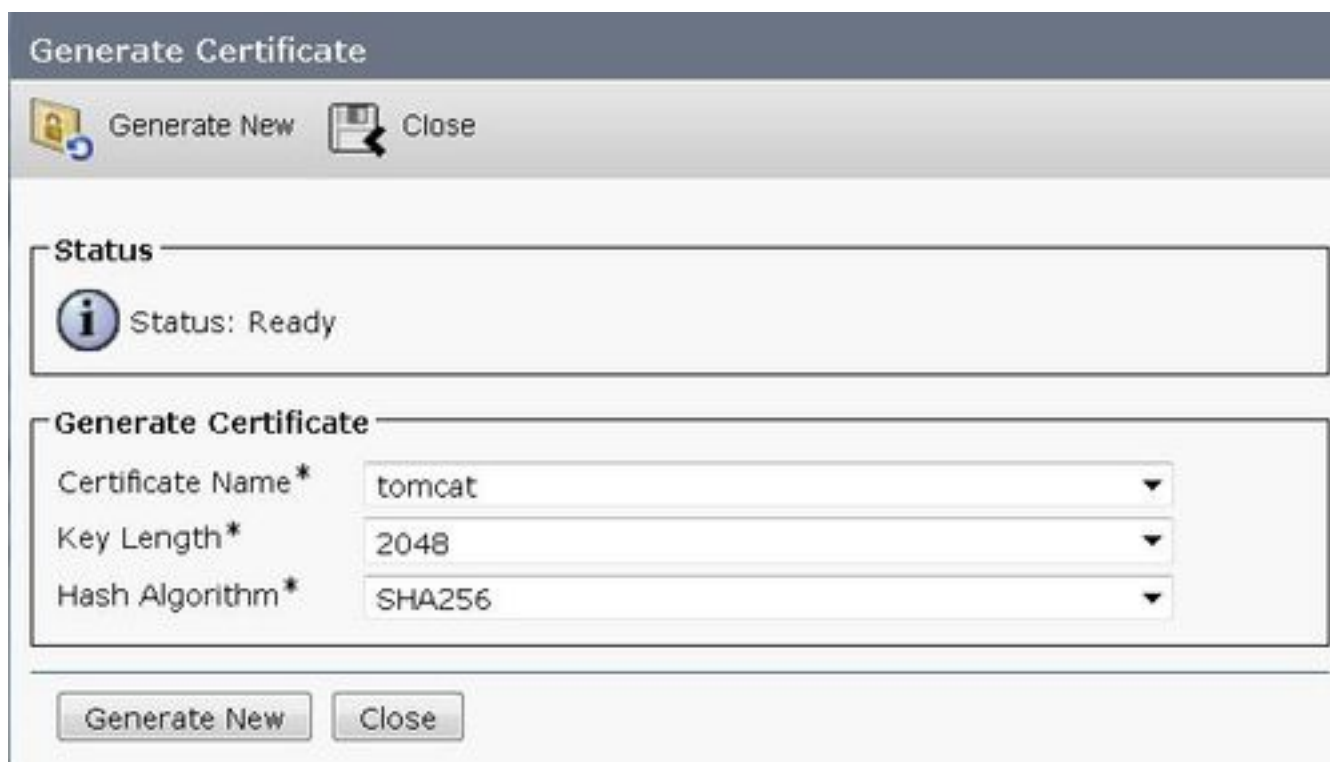 Generate Certificate
Generate New Close
Status
Status: Ready
Generate Certificate
Certificate Name* tomcat
Key Length* 2048
Hash Algorithm* SHA256
Generate New Close